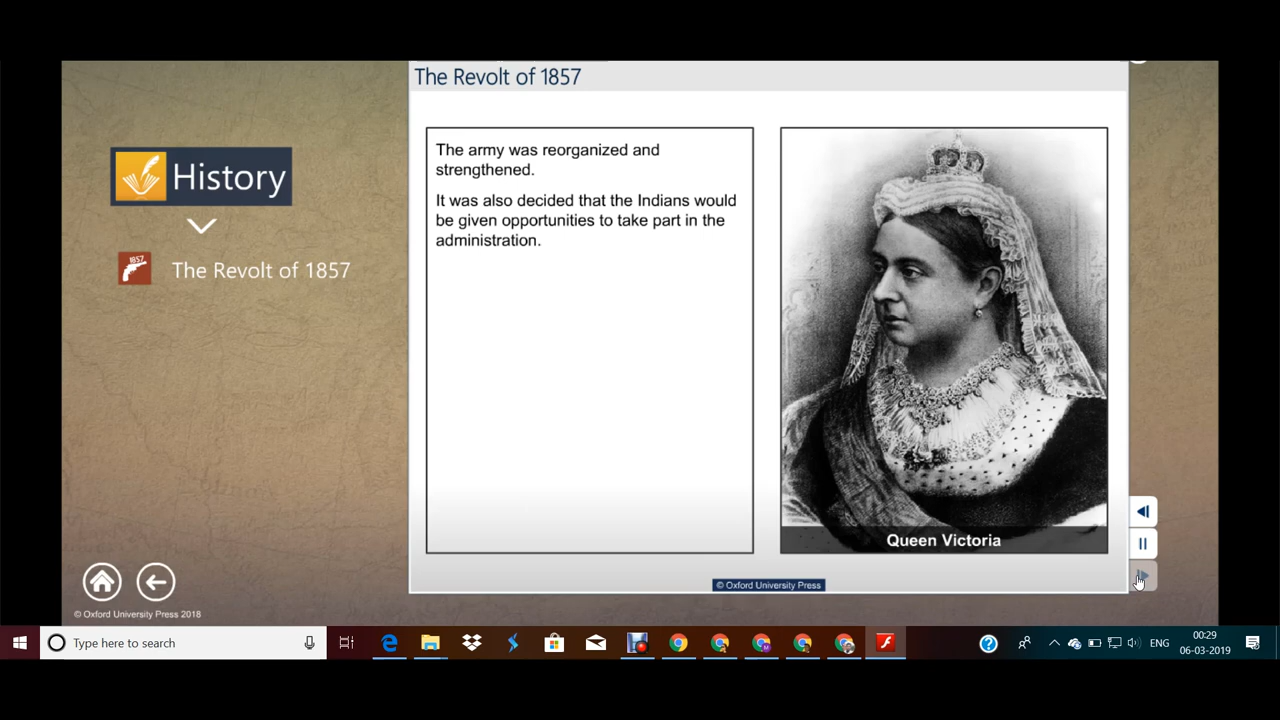 The Revolt of 1857
History
1857
The Revolt of 1857
The army was reorganized and
strengthened.
It was also decided that the Indians would
be given opportunities to take part in the
administration.
Queen Victoria
© Oxford University Press
© Oxford University Press 2018
Type here to search
ENG
00:29
06-03-2019